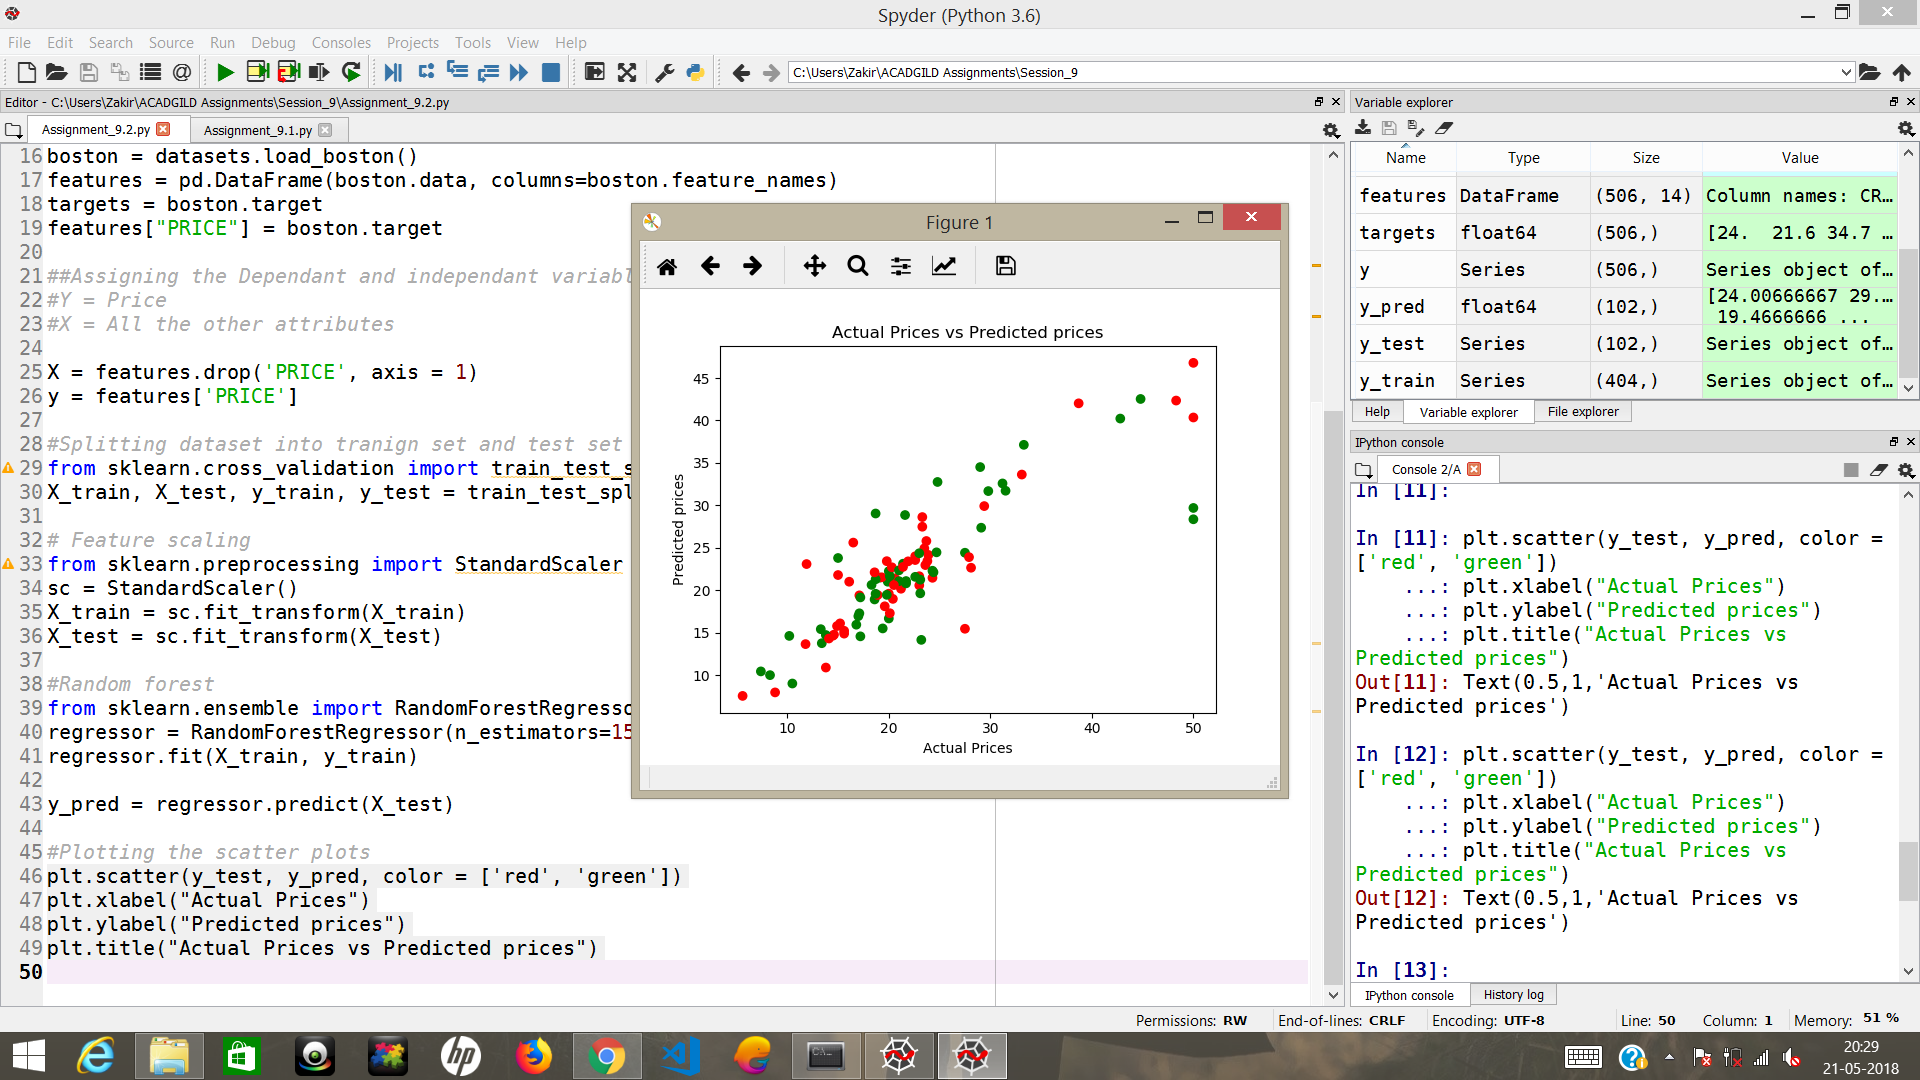 Spyder (Python 3.6)
File Edit Search Source Run Debug Consoles Projects Tools View Help
C:\Users\Zakir\ACADGILD Assignments\Session_9
Editor - C:\Users\Zakir\ACADGILD Assignments\Session_9\Assignment_9.2.py
Assignment_9.2.py
Assignment_9.1.py
16 boston = datasets.load_boston()
17 features = pd.DataFrame(boston.data, columns=boston.feature_names)
18 targets = boston.target
19 features["PRICE"] = boston.target
20
21 ##Assigning the Dependant and independant variabl
22 #Y = Price
23 #X = All the other attributes
24
25 X = features.drop('PRICE', axis = 1)
26 y = features['PRICE']
27
28 #Splitting dataset into tranign set and test set
29 from sklearn.cross_validation import train_test_s
30 X_train, X_test, y_train, y_test = train_test_spl
31
32 # Feature scaling
33 from sklearn.preprocessing import StandardScaler
34 sc = StandardScaler()
35 X_train = sc.fit_transform(X_train)
36 X_test = sc.fit_transform(X_test)
37
38 #Random forest
39 from sklearn.ensemble import RandomForestRegresso
40 regressor = RandomForestRegressor(n_estimators=15
41 regressor.fit(X_train, y_train)
42
43 y_pred = regressor.predict(X_test)
44
45 #Plotting the scatter plots
46 plt.scatter(y_test, y_pred, color = ['red', 'green'])
47 plt.xlabel("Actual Prices")
48 plt.ylabel("Predicted prices")
49 plt.title("Actual Prices vs Predicted prices")
50
Figure 1
Actual Prices vs Predicted prices
Predicted prices
45
40
35
30
25
20
15
10
10 20 30 40 50
Actual Prices
Variable explorer
Name Type Size Value
features DataFrame (506, 14) Column names: CR...
targets float64 (506,) [24. 21.6 34.7 ...
y Series (506,) Series object of...
y_pred float64 (102,) [24.00666667 29....
19.4666666 ...
y_test Series (102,) Series object of...
y_train Series (404,) Series object of...
Help Variable explorer File explorer
IPython console
Console 2/A
In [11]:
In [11]: plt.scatter(y_test, y_pred, color =
['red', 'green'])
...: plt.xlabel("Actual Prices")
...: plt.ylabel("Predicted prices")
...: plt.title("Actual Prices vs
Predicted prices")
Out[11]: Text(0.5,1,'Actual Prices vs
Predicted prices')
In [12]: plt.scatter(y_test, y_pred, color =
['red', 'green'])
...: plt.xlabel("Actual Prices")
...: plt.ylabel("Predicted prices")
...: plt.title("Actual Prices vs
Predicted prices")
Out[12]: Text(0.5,1,'Actual Prices vs
Predicted prices')
In [13]:
IPython console History log
Permissions: RW End-of-lines: CRLF Encoding: UTF-8 Line: 50 Column: 1 Memory: 51 %
hp
20:29
21-05-2018